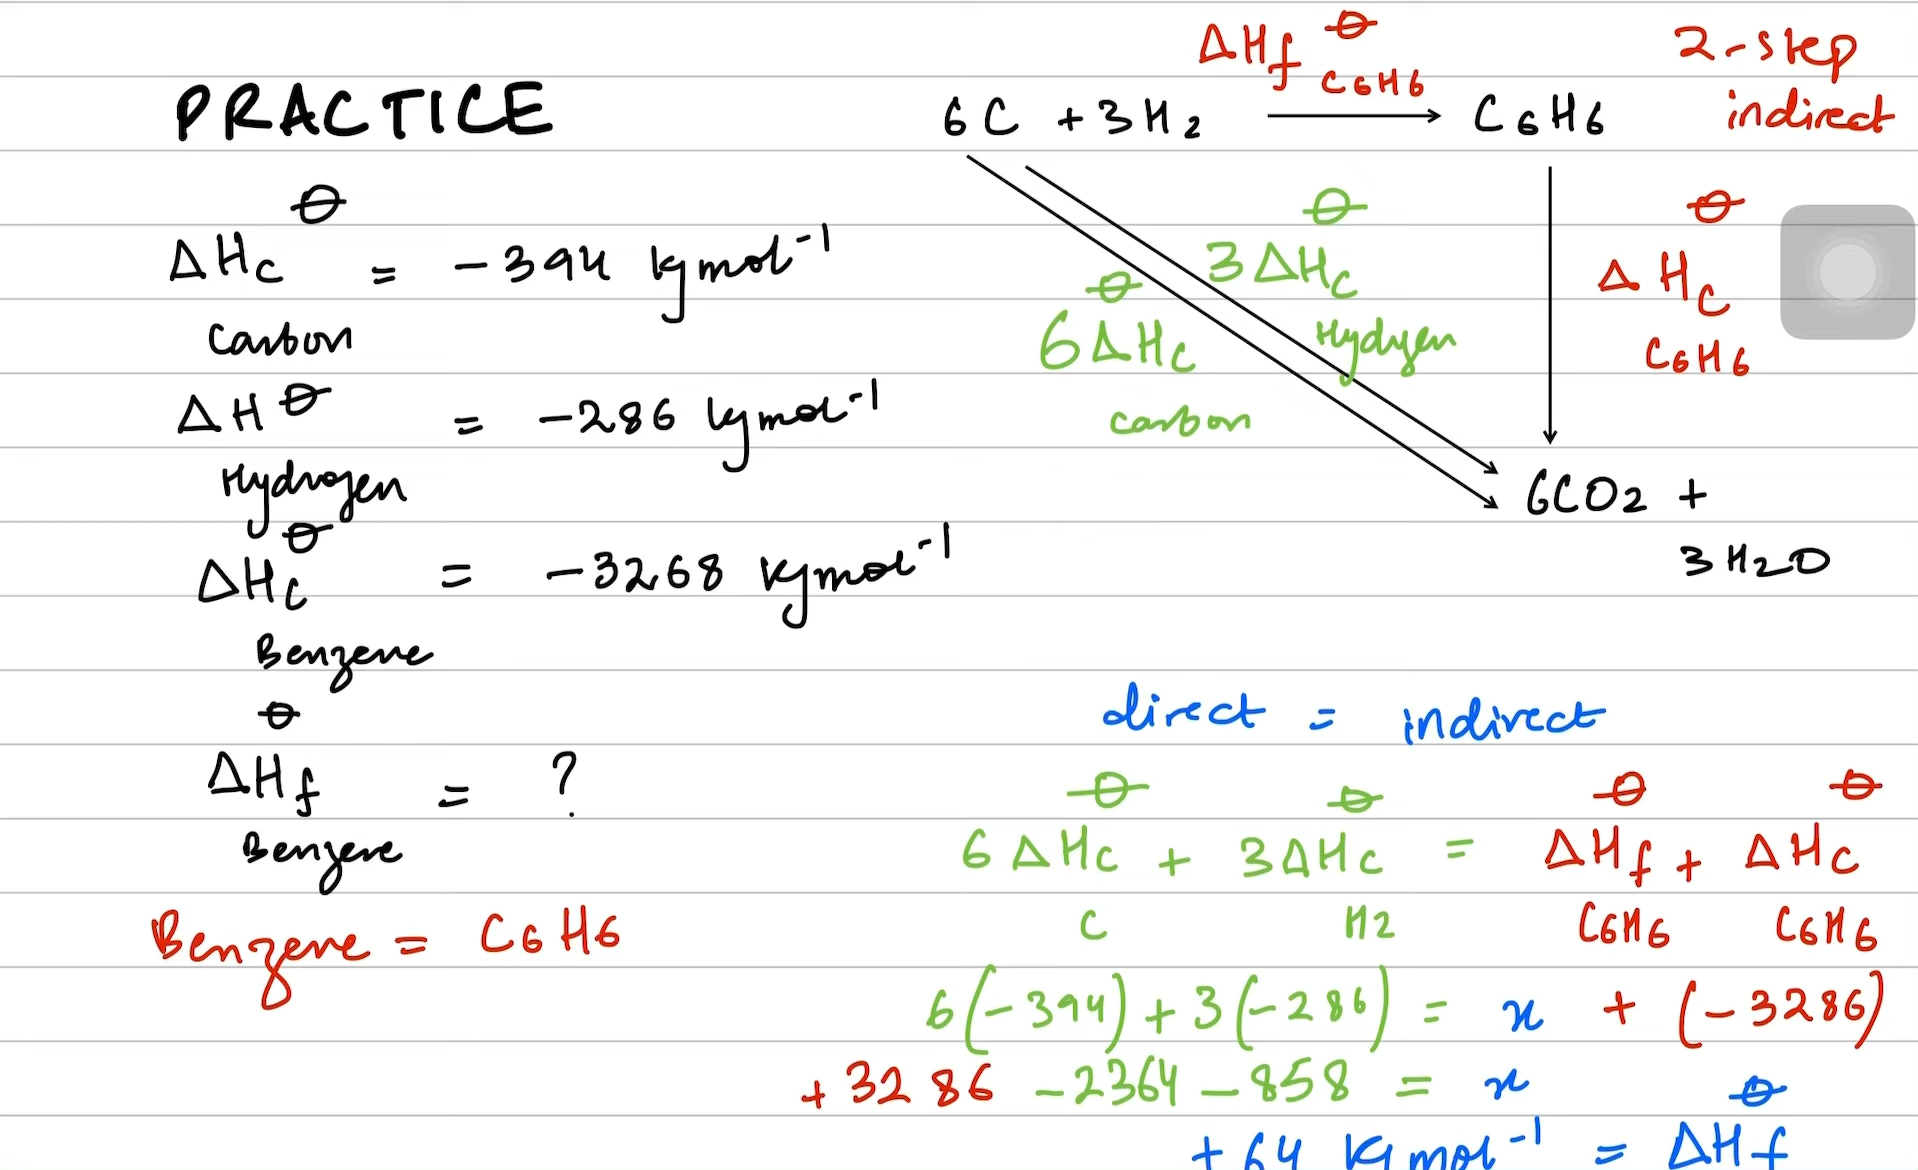 PRACTICE
ΔHc⦵ = -394 kJmol⁻¹
Carbon
ΔH⦵ = -286 kJmol⁻¹
Hydrogen
ΔHc⦵ = -3268 kJmol⁻¹
Benzene
ΔHf⦵ = ?
Benzene
Benzene = C6H6
2-step
indirect
ΔHf⦵ C6H6
6C + 3H2 → C6H6
3ΔHc⦵
Hydrogen
6ΔHc⦵
carbon
ΔHc⦵
C6H6
6CO2 +
3H2O
direct = indirect
6ΔHc⦵ + 3ΔHc⦵ = ΔHf⦵ + ΔHc⦵
C H2 C6H6 C6H6
6(-394) + 3(-286) = x + (-3286)
+3286 -2364 - 858 = x
+64 kJmol⁻¹ = ΔHf⦵